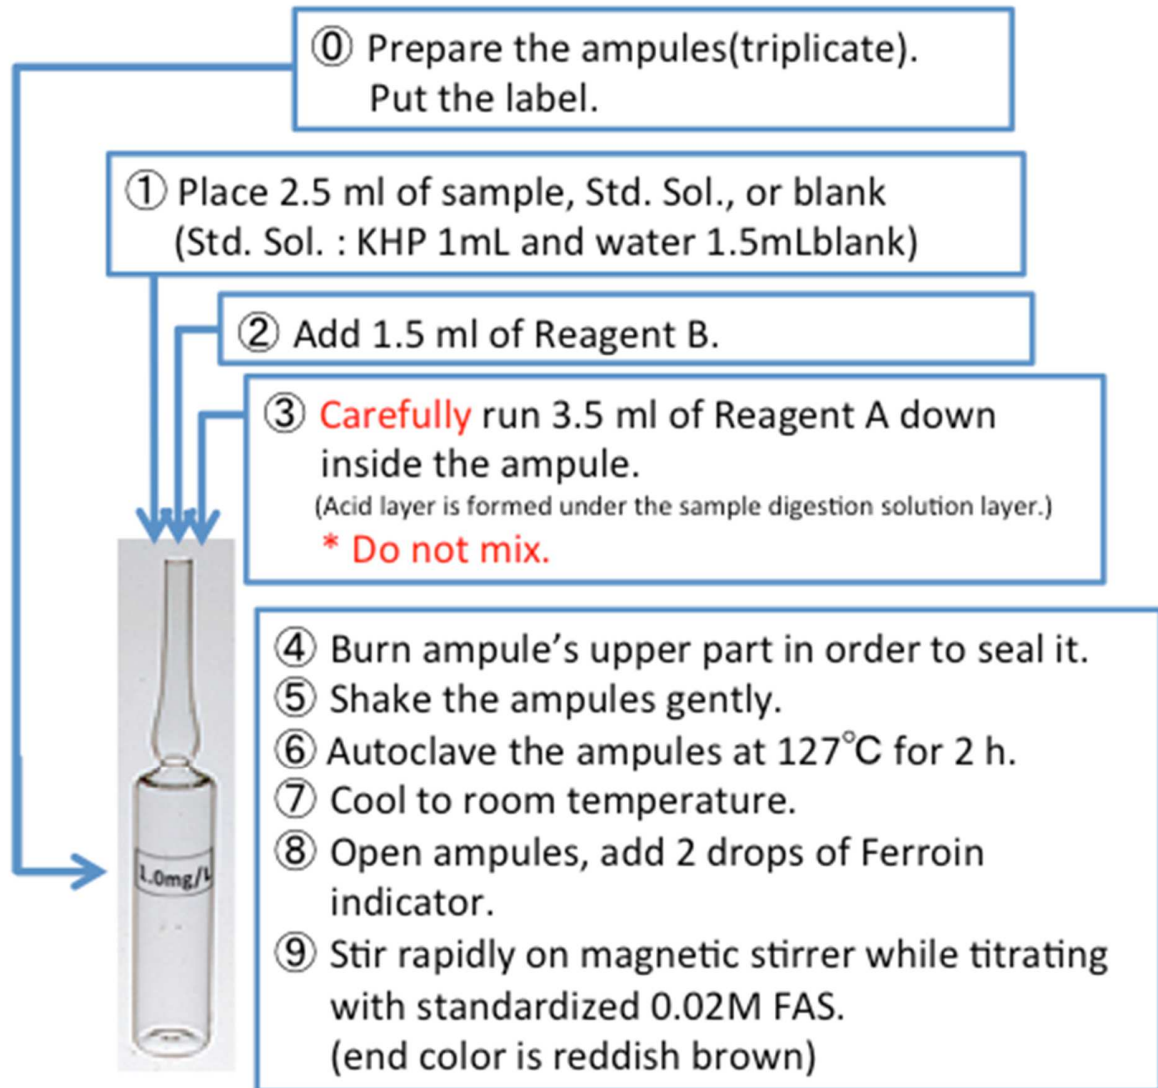 ⓪ Prepare the ampules(triplicate).
Put the label.
① Place 2.5 ml of sample, Std. Sol., or blank
(Std. Sol. : KHP 1mL and water 1.5mLblank)
② Add 1.5 ml of Reagent B.
③ Carefully run 3.5 ml of Reagent A down
inside the ampule.
(Acid layer is formed under the sample digestion solution layer.)
* Do not mix.
④ Burn ampule’s upper part in order to seal it.
⑤ Shake the ampules gently.
⑥ Autoclave the ampules at 127℃ for 2 h.
⑦ Cool to room temperature.
⑧ Open ampules, add 2 drops of Ferroin
indicator.
⑨ Stir rapidly on magnetic stirrer while titrating
with standardized 0.02M FAS.
(end color is reddish brown)
1.0mg/L